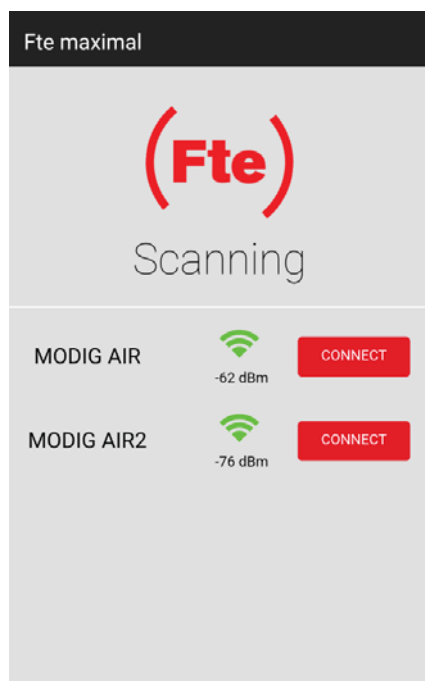 Fte maximal
(Fte)
Scanning
MODIG AIR
-62 dBm
CONNECT
MODIG AIR2
-76 dBm
CONNECT